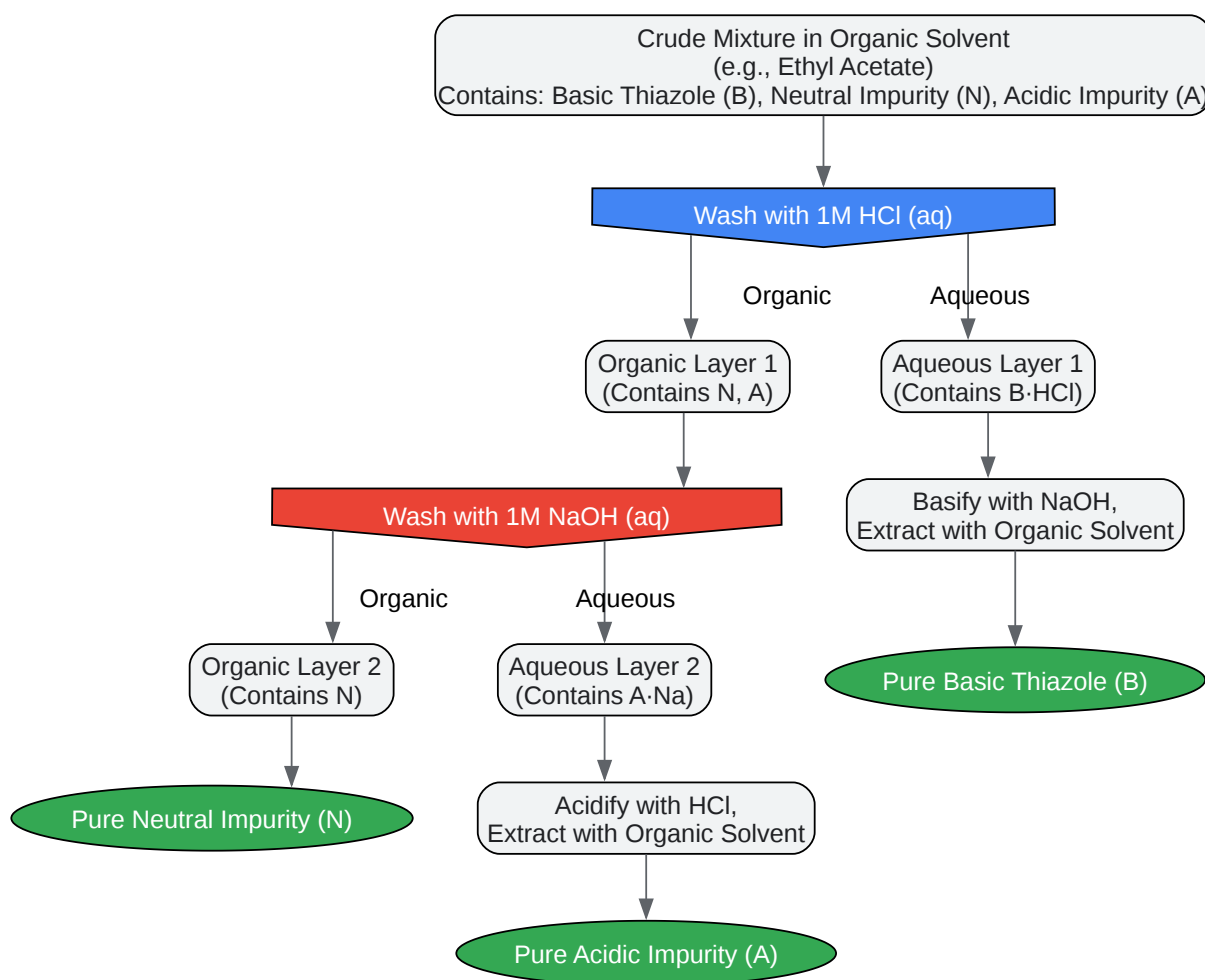 Crude Mixture in Organic Solvent
(e.g., Ethyl Acetate)
Contains: Basic Thiazole (B), Neutral Impurity (N), Acidic Impurity (A)
Wash with 1M HCl (aq)
Organic
Aqueous
Organic Layer 1
(Contains N, A)
Aqueous Layer 1
(Contains B·HCl)
Wash with 1M NaOH (aq)
Basify with NaOH,
Extract with Organic Solvent
Organic
Aqueous
Organic Layer 2
(Contains N)
Aqueous Layer 2
(Contains A·Na)
Pure Basic Thiazole (B)
Pure Neutral Impurity (N)
Acidify with HCl,
Extract with Organic Solvent
Pure Acidic Impurity (A)